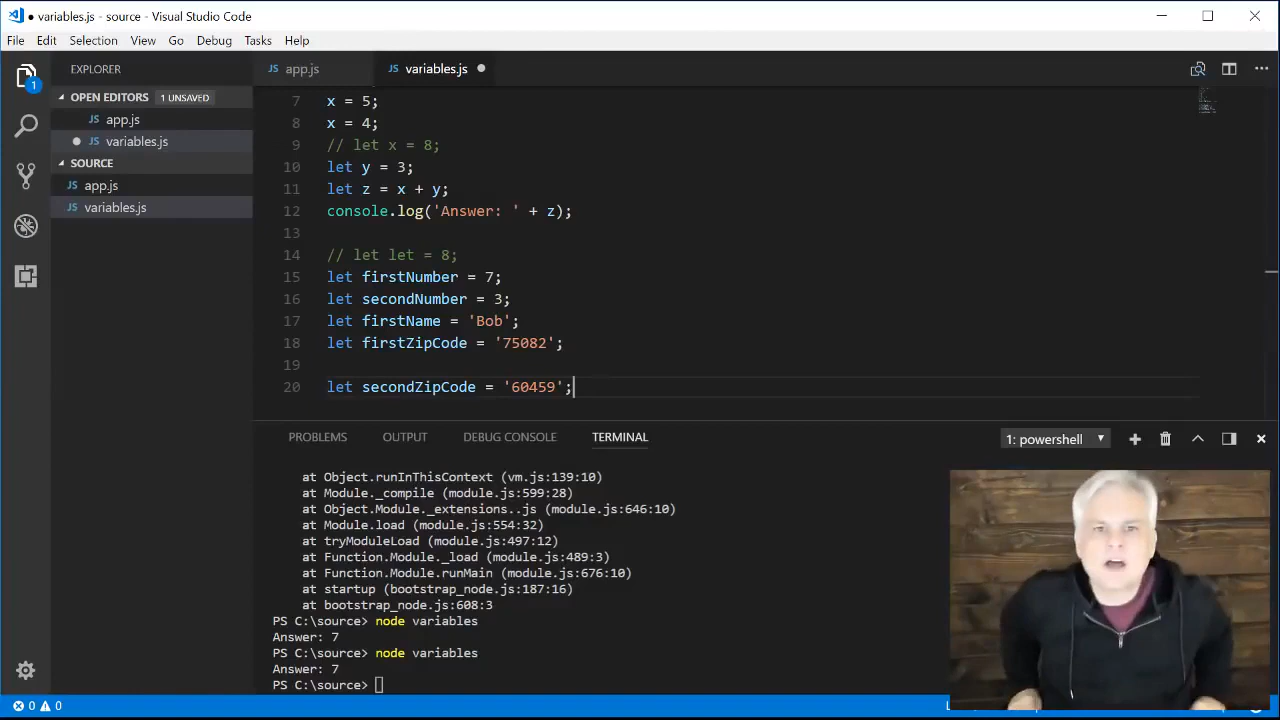 variables.js - source - Visual Studio Code
File Edit Selection View Go Debug Tasks Help
EXPLORER
OPEN EDITORS 1 UNSAVED
JS app.js
JS variables.js
SOURCE
JS app.js
JS variables.js
1
JS app.js JS variables.js
7 x = 5;
8 x = 4;
9 // let x = 8;
10 let y = 3;
11 let z = x + y;
12 console.log('Answer: ' + z);
13
14 // let let = 8;
15 let firstNumber = 7;
16 let secondNumber = 3;
17 let firstName = 'Bob';
18 let firstZipCode = '75082';
19
20 let secondZipCode = '60459';
PROBLEMS OUTPUT DEBUG CONSOLE TERMINAL 1: powershell
at Object.runInThisContext (vm.js:139:10)
at Module._compile (module.js:599:28)
at Object.Module._extensions..js (module.js:646:10)
at Module.load (module.js:554:32)
at tryModuleLoad (module.js:497:12)
at Function.Module._load (module.js:489:3)
at Function.Module.runMain (module.js:676:10)
at startup (bootstrap_node.js:187:16)
at bootstrap_node.js:608:3
PS C:\source> node variables
Answer: 7
PS C:\source> node variables
Answer: 7
PS C:\source>
0 0